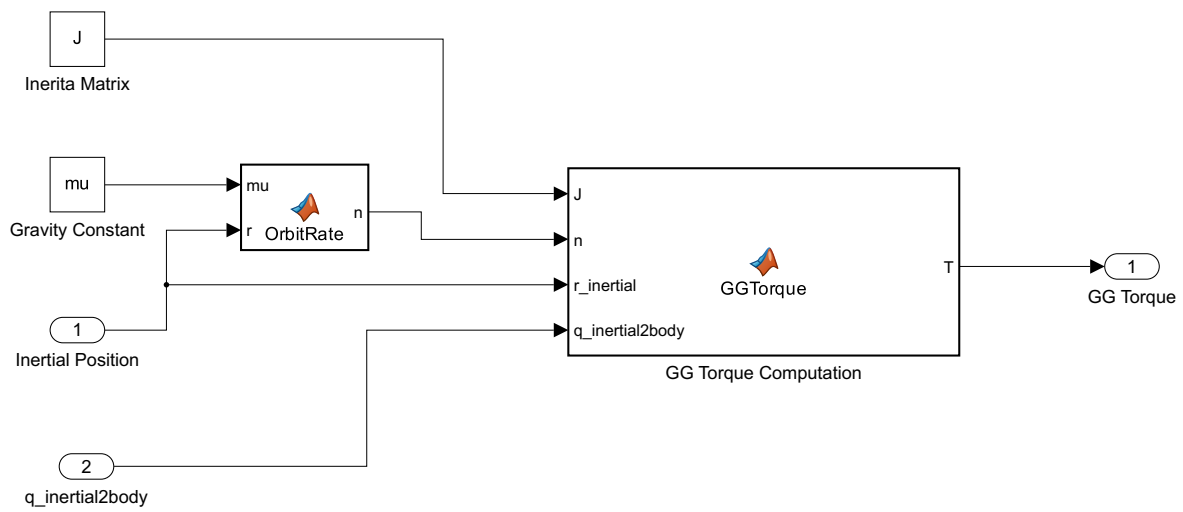 J
Inerita Matrix
mu
Gravity Constant
mu
r
n
OrbitRate
1
Inertial Position
2
q_inertial2body
J
n
r_inertial
q_inertial2body
GGTorque
T
GG Torque Computation
1
GG Torque